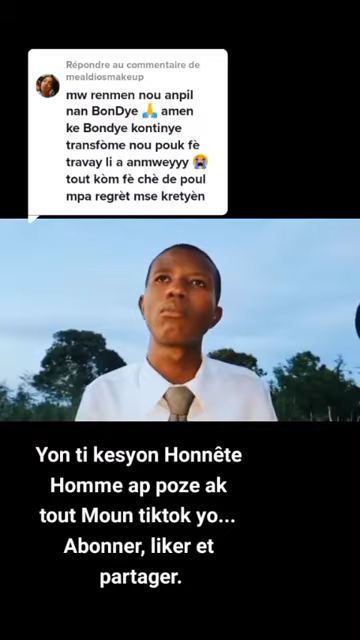 Répondre au commentaire de
mealdiosmakeup
mw renmen nou anpil
nan BonDye 🙏 amen
ke Bondye kontinye
transfòme nou pouk fè
travay li a anmweyyy 😭
tout kòm fè chè de poul
mpa regrèt mse kretyèn
Yon ti kesyon Honnête
Homme ap poze ak
tout Moun tiktok yo...
Abonner, liker et
partager.